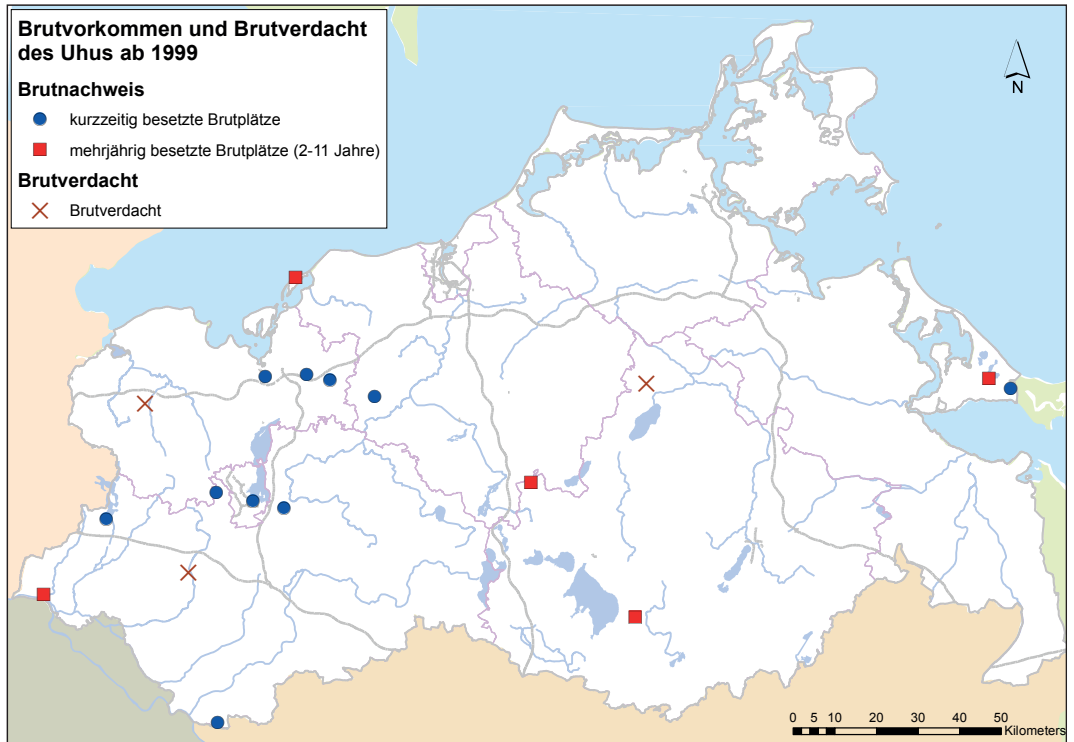 Brutvorkommen und Brutverdacht
des Uhus ab 1999
Brutnachweis
kurzzeitig besetzte Brutplätze
mehrjährig besetzte Brutplätze (2-11 Jahre)
Brutverdacht
Brutverdacht
N
0 5 10 20 30 40 50
Kilometers